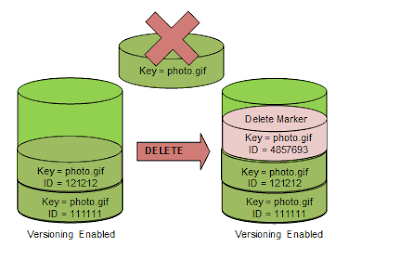 Key = photo.gif
Key = photo.gif
ID = 121212
Key = photo.gif
ID = 111111
Versioning Enabled
DELETE
Delete Marker
Key = photo.gif
ID = 4857693
Key = photo.gif
ID = 121212
Key = photo.gif
ID = 111111
Versioning Enabled